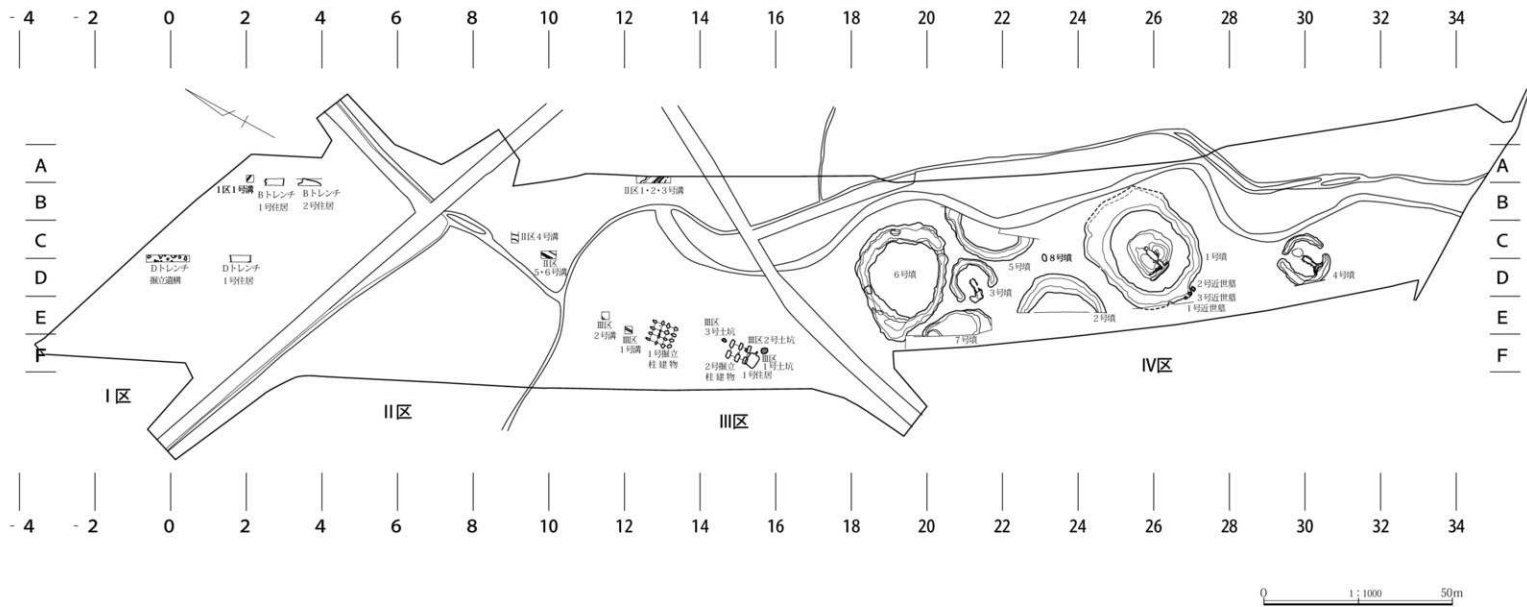 - 4 - 2 0 2 4 6 8 10 12 14 16 18 20 22 24 26 28 30 32 34
A
B
C
D
E
F
A
B
C
D
E
F
I区1号溝
Bトレンチ
1号住居
Bトレンチ
2号住居
Dトレンチ
掘立遺構
Dトレンチ
1号住居
II区1・2・3号溝
II区4号溝
II区
5・6号溝
III区
2号溝
III区
1号溝
1号掘立
柱建物
III区
3号土坑
III区2号土坑
III区
1号土坑
2号掘立
柱建物
1号住居
6号墳
5号墳
3号墳
7号墳
8号墳
2号墳
1号墳
2号近世墓
3号近世墓
1号近世墓
4号墳
I区
II区
III区
IV区
- 4 - 2 0 2 4 6 8 10 12 14 16 18 20 22 24 26 28 30 32 34
0 1:1000 50m